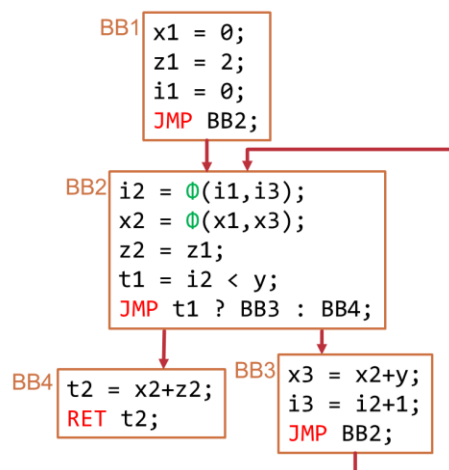 BB1
x1 = 0;
z1 = 2;
i1 = 0;
JMP BB2;
BB2
i2 = Φ(i1,i3);
x2 = Φ(x1,x3);
z2 = z1;
t1 = i2 < y;
JMP t1 ? BB3 : BB4;
BB4
t2 = x2+z2;
RET t2;
BB3
x3 = x2+y;
i3 = i2+1;
JMP BB2;